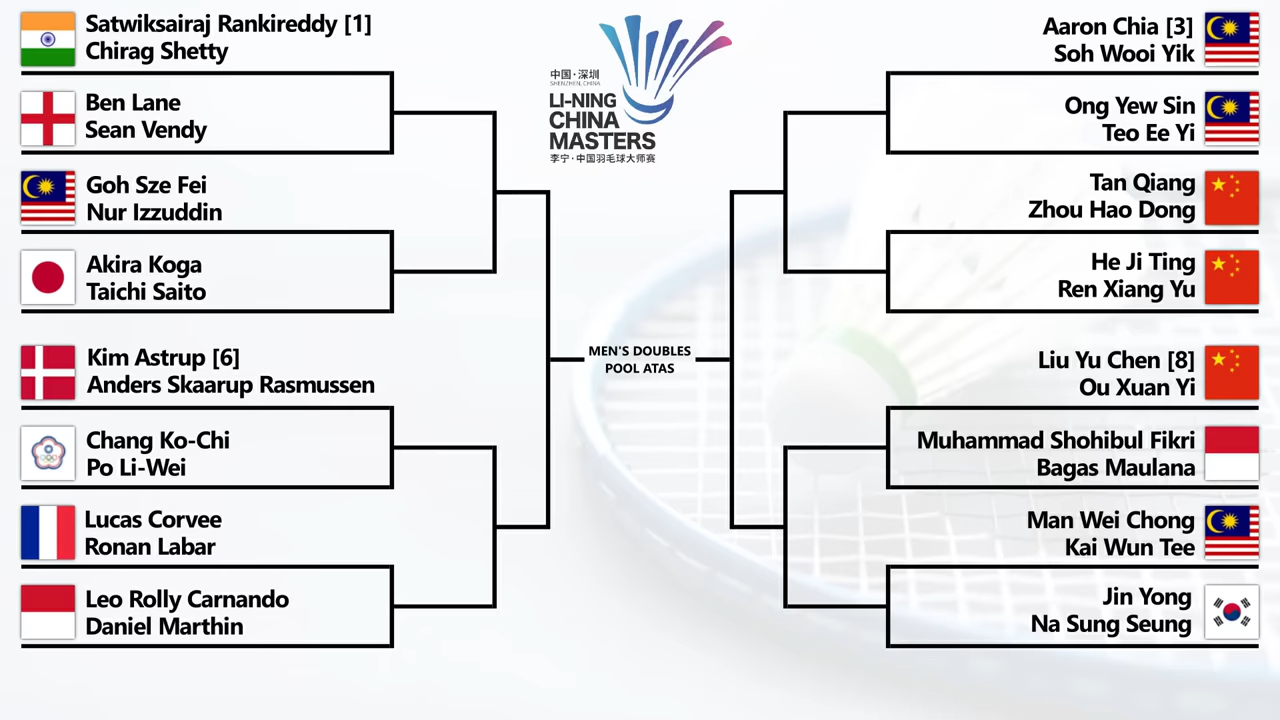 Satwiksairaj Rankireddy [1]
Chirag Shetty
Ben Lane
Sean Vendy
Goh Sze Fei
Nur Izzuddin
Akira Koga
Taichi Saito
Kim Astrup [6]
Anders Skaarup Rasmussen
Chang Ko-Chi
Po Li-Wei
Lucas Corvee
Ronan Labar
Leo Rolly Carnando
Daniel Marthin
中国·深圳
SHENZHEN, CHINA
LI-NING
CHINA
MASTERS
李宁·中国羽毛球大师赛
MEN'S DOUBLES
POOL ATAS
Aaron Chia [3]
Soh Wooi Yik
Ong Yew Sin
Teo Ee Yi
Tan Qiang
Zhou Hao Dong
He Ji Ting
Ren Xiang Yu
Liu Yu Chen [8]
Ou Xuan Yi
Muhammad Shohibul Fikri
Bagas Maulana
Man Wei Chong
Kai Wun Tee
Jin Yong
Na Sung Seung